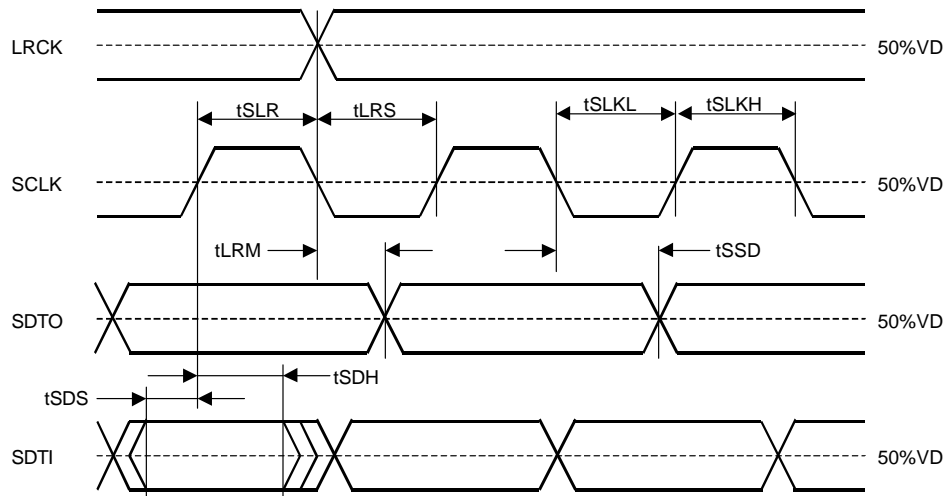 LRCK
50%VD
tSLR
tLRS
tSLKL
tSLKH
SCLK
50%VD
tLRM
tSSD
SDTO
50%VD
tSDH
tSDS
SDTI
50%VD